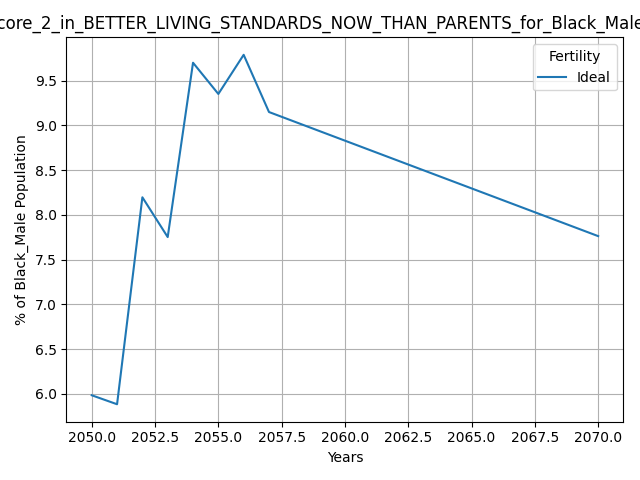 core_2_in_BETTER_LIVING_STANDARDS_NOW_THAN_PARENTS_for_Black_Male
Fertility
Ideal
% of Black_Male Population
9.5
9.0
8.5
8.0
7.5
7.0
6.5
6.0
2050.0 2052.5 2055.0 2057.5 2060.0 2062.5 2065.0 2067.5 2070.0
Years